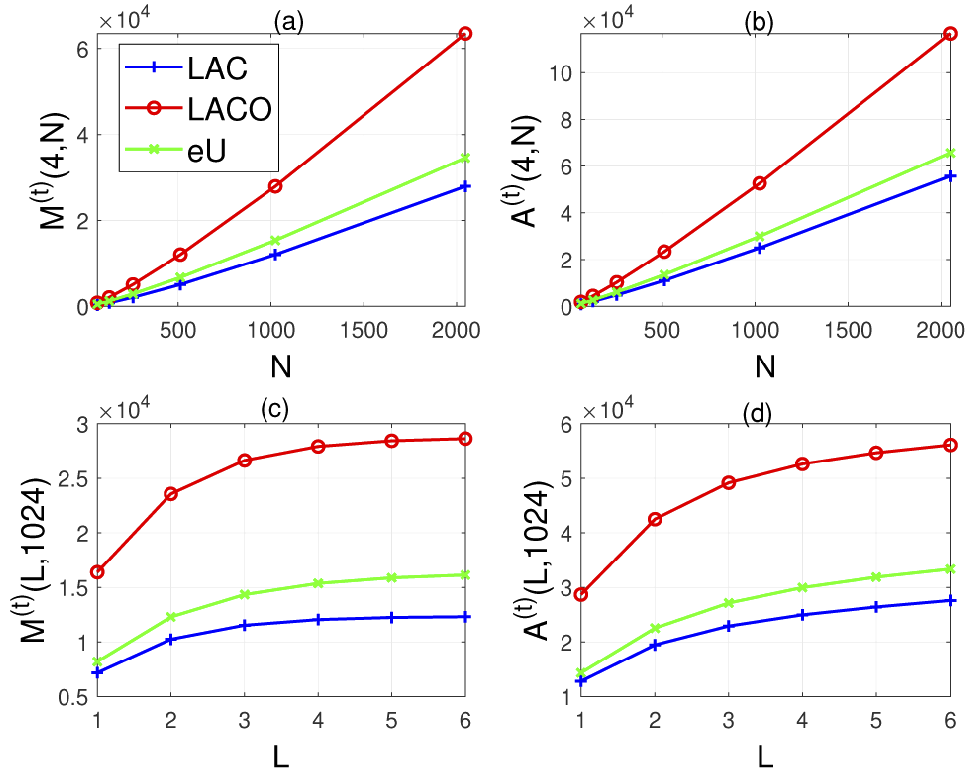 (a)
×10⁴
M⁽ᵗ⁾(4,N)
6
4
2
0
500
1000
1500
2000
N
LAC
LACO
eU
(b)
×10⁴
A⁽ᵗ⁾(4,N)
10
8
6
4
2
0
500
1000
1500
2000
N
(c)
×10⁴
M⁽ᵗ⁾(L,1024)
3
2.5
2
1.5
1
0.5
1 2 3 4 5 6
L
(d)
×10⁴
A⁽ᵗ⁾(L,1024)
6
5
4
3
2
1
1 2 3 4 5 6
L